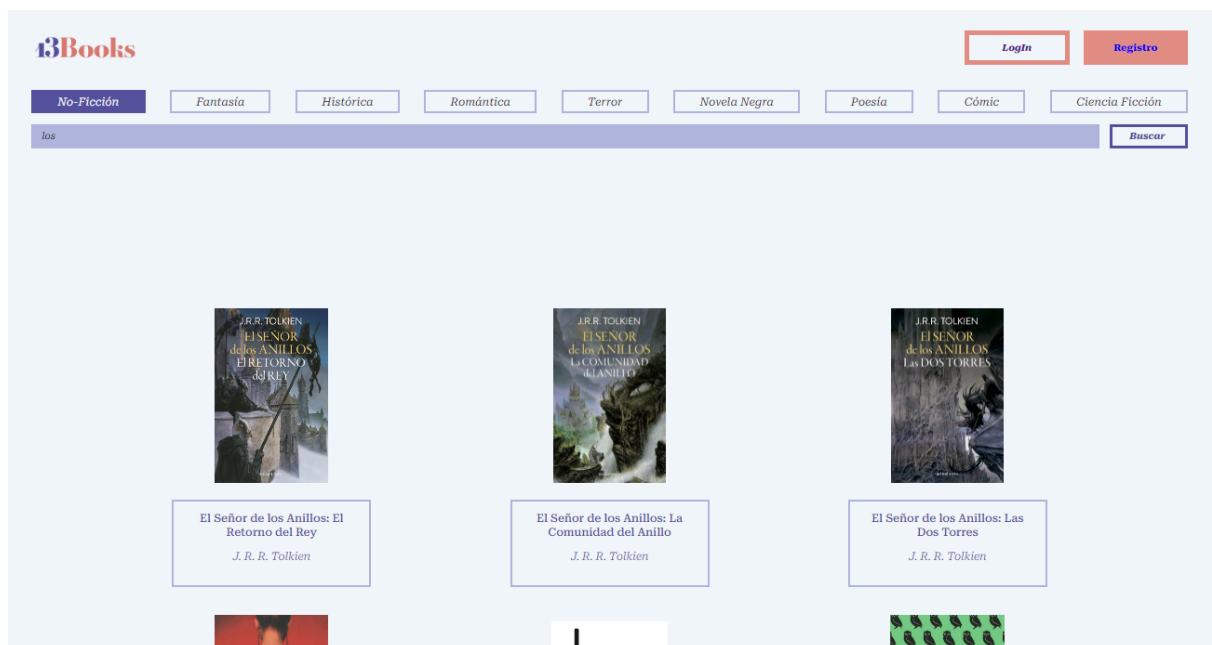 13Books
LogIn
Registro
No-Ficción
Fantasía
Histórica
Romántica
Terror
Novela Negra
Poesía
Cómic
Ciencia Ficción
los
Buscar
J.R.R. TOLKIEN
El SEÑOR
de los ANILLOS
El RETORNO
del REY
J.R.R. TOLKIEN
El SEÑOR
de los ANILLOS
La COMUNIDAD
del ANILLO
J.R.R. TOLKIEN
El SEÑOR
de los ANILLOS
Las DOS TORRES
El Señor de los Anillos: El
Retorno del Rey
J. R. R. Tolkien
El Señor de los Anillos: La
Comunidad del Anillo
J. R. R. Tolkien
El Señor de los Anillos: Las
Dos Torres
J. R. R. Tolkien